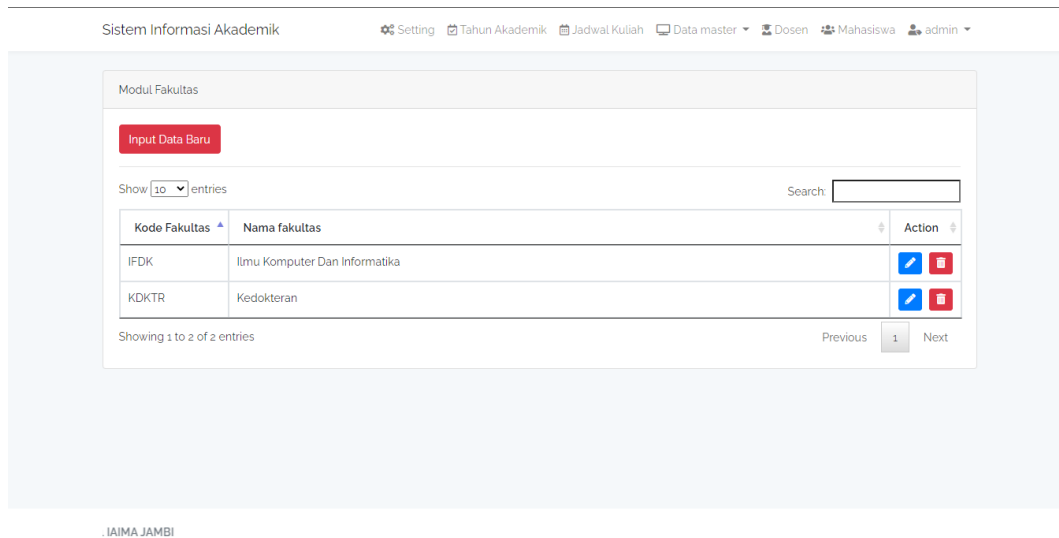 Sistem Informasi Akademik Setting Tahun Akademik Jadwal Kuliah Data master Dosen Mahasiswa admin
Modul Fakultas
Input Data Baru
Show 10 entries Search:
Kode Fakultas Nama fakultas Action
IFDK Ilmu Komputer Dan Informatika
KDKTR Kedokteran
Showing 1 to 2 of 2 entries Previous 1 Next
. IAIMA JAMBI